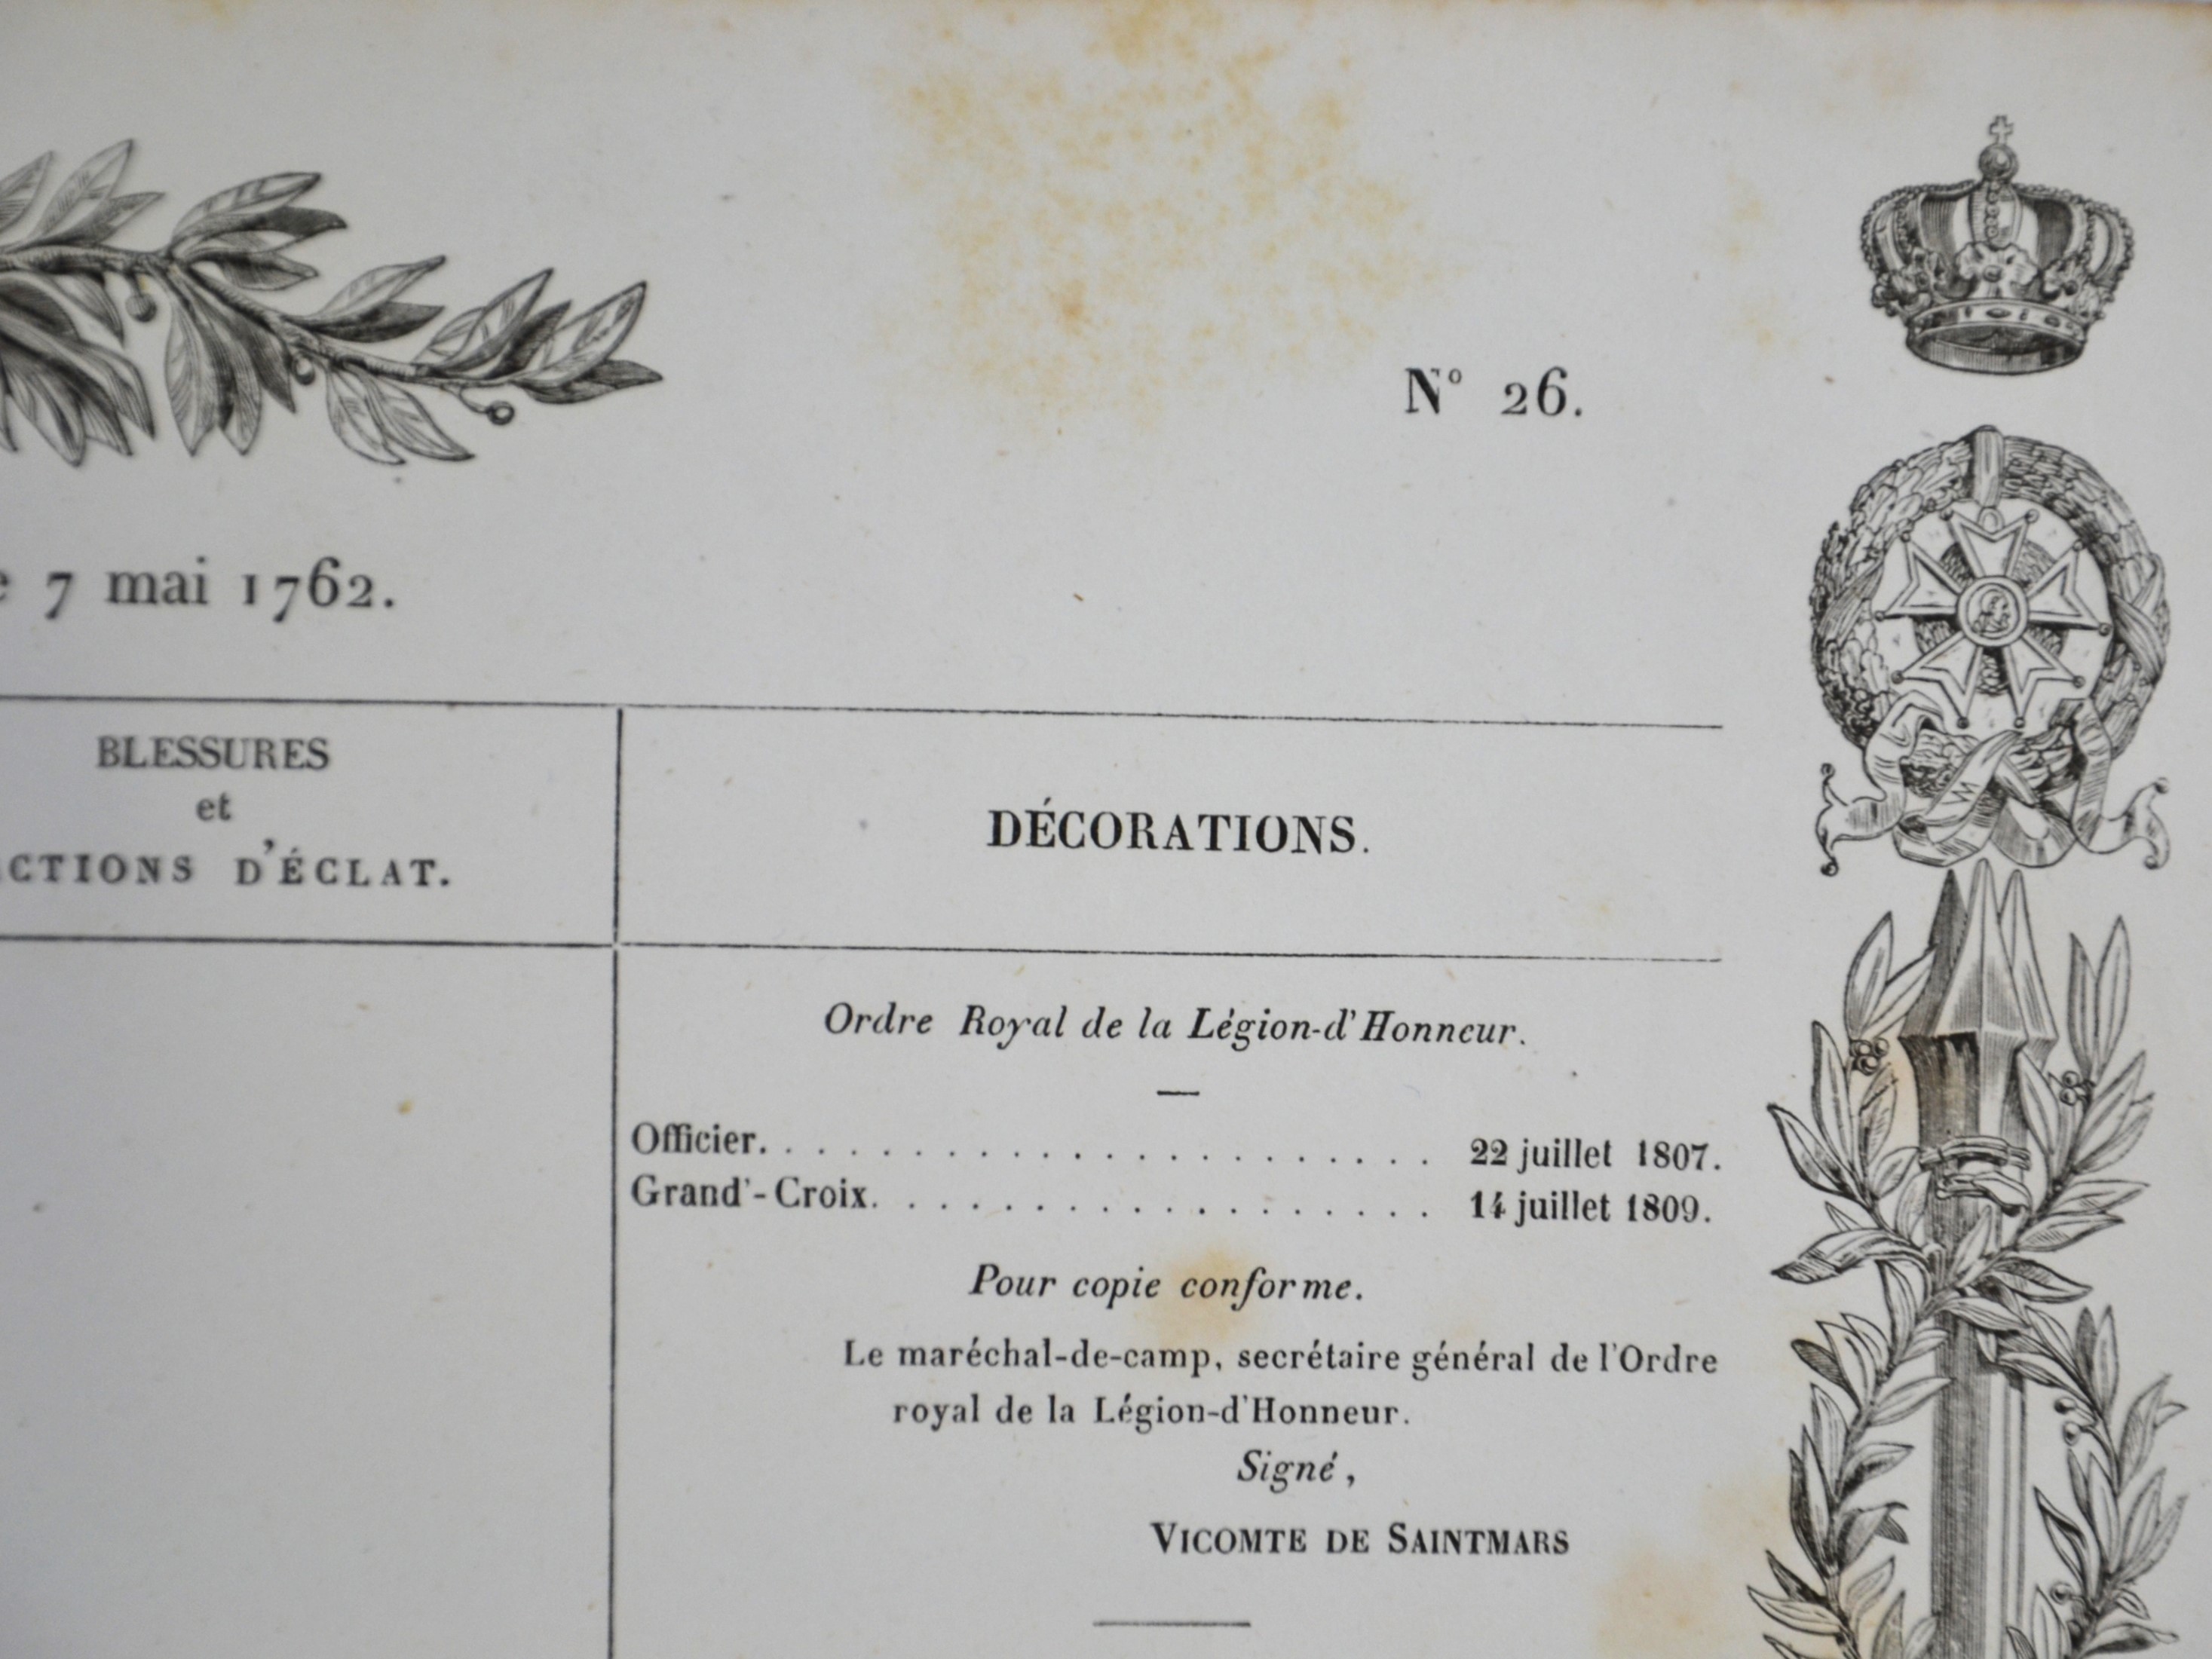 N° 26.
7 mai 1762.
BLESSURES
et
CTIONS D'ÉCLAT.
DÉCORATIONS.
Ordre Royal de la Légion-d'Honneur.
Officier. . . . . . . . . . . . . . . . . . . . . . 22 juillet 1807.
Grand'-Croix. . . . . . . . . . . . . . . . . . 14 juillet 1809.
Pour copie conforme.
Le maréchal-de-camp, secrétaire général de l'Ordre
royal de la Légion-d'Honneur.
Signé,
VICOMTE DE SAINTMARS